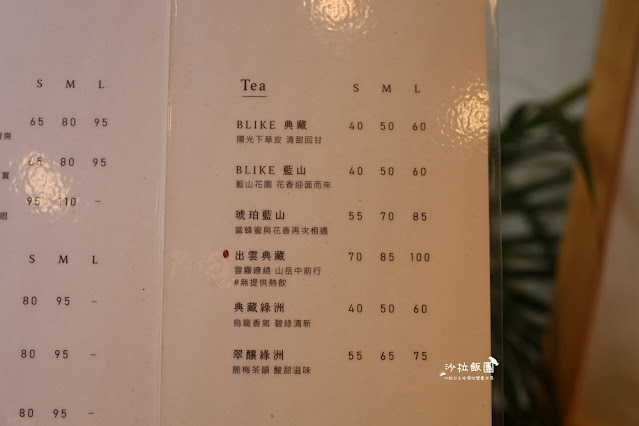 S M L
65 80 95
爽
65 80 95
實
95 110 –
眼
S M L
80 95 –
80 95 –
80 95 –
Tea S M L
BLIKE 典藏 40 50 60
陽光下華皮 清甜回甘
BLIKE 藍山 40 50 60
藍山花園 花香迎面而來
琥珀藍山 55 70 85
當蜂蜜與花香再次相遇
出雲典藏 70 85 100
雲霧繚繞 山岳中前行
#無提供熱飲
典藏綠洲 40 50 60
烏龍香氣 碧綠清新
翠釀綠洲 55 65 75
脆梅茶韻 酸甜滋味
沙拉飯團